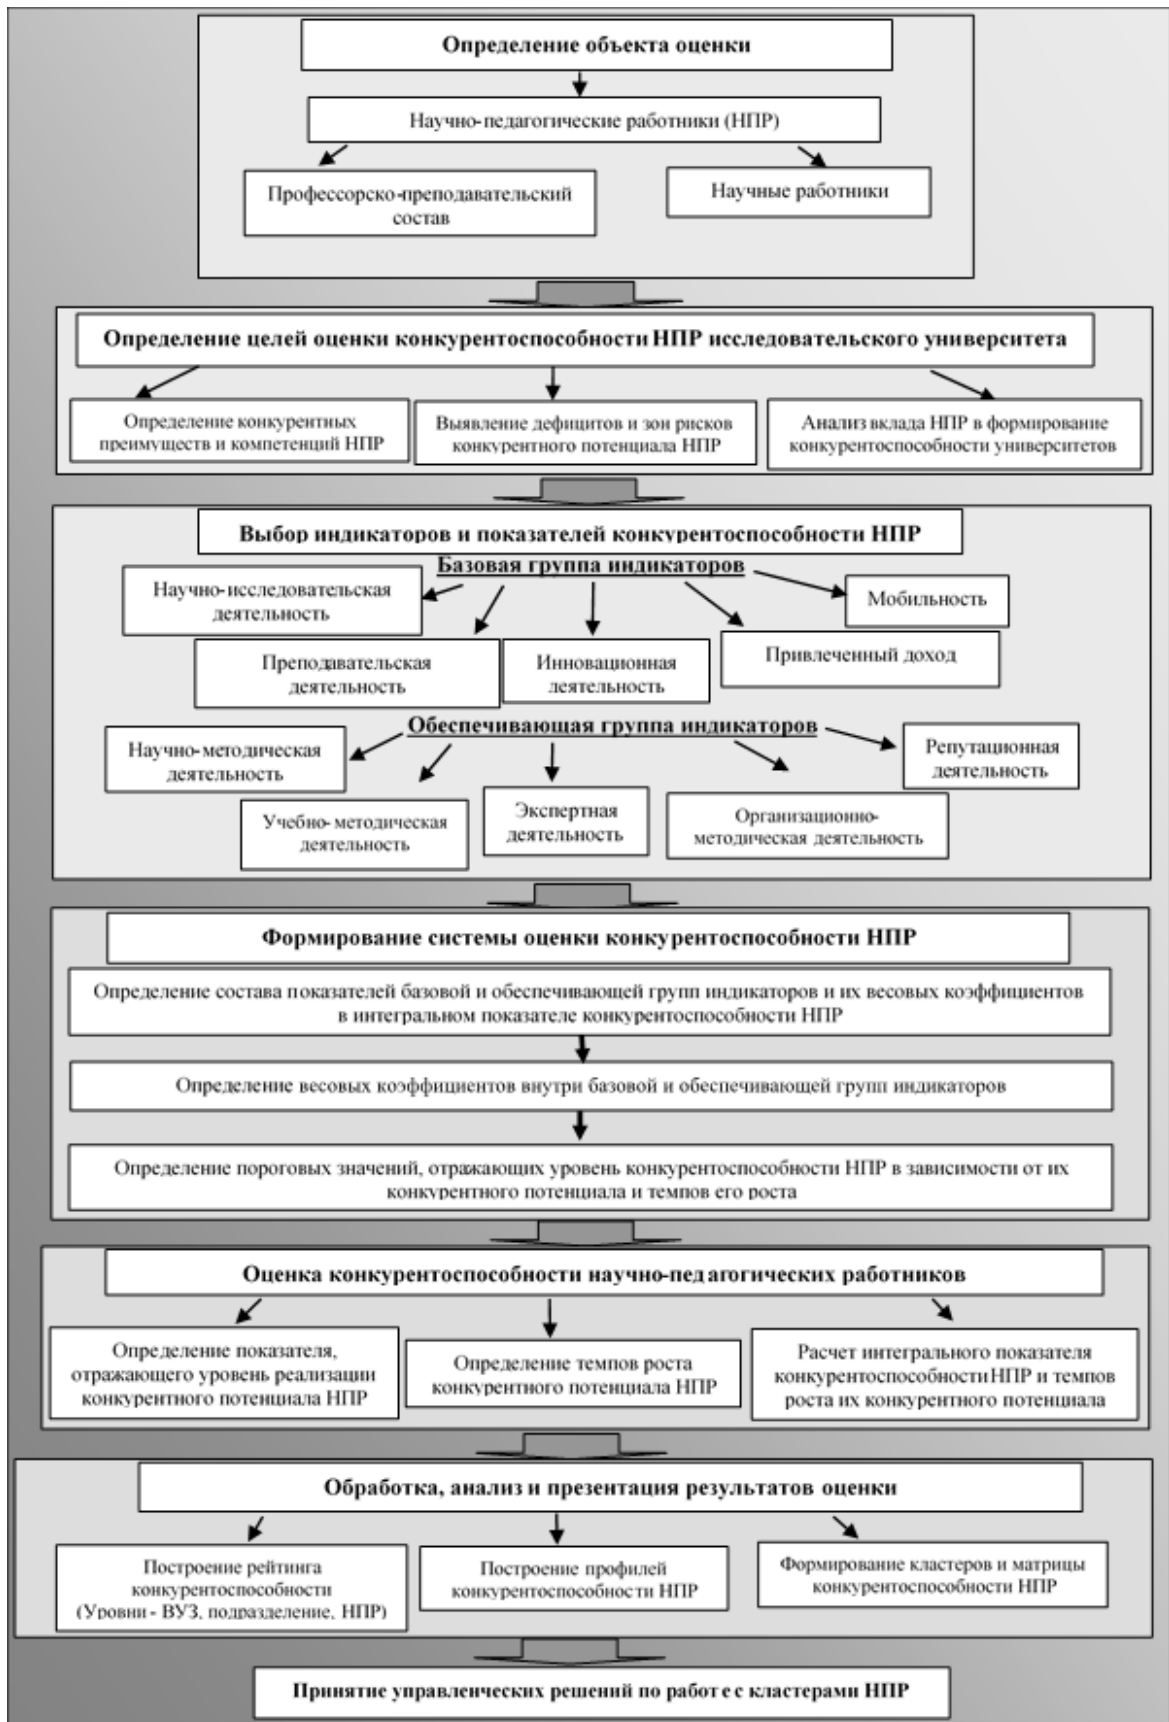 Определение объекта оценки
Научно-педагогические работники (НПР)
Профессорско-преподавательский
состав
Научные работники
Определение целей оценки конкурентоспособности НПР исследовательского университета
Определение конкурентных
преимуществ и компетенций НПР
Выявление дефицитов и зон рисков
конкурентного потенциала НПР
Анализ вклада НПР в формирование
конкурентоспособности университетов
Выбор индикаторов и показателей конкурентоспособности НПР
Базовая группа индикаторов
Научно-исследовательская
деятельность
Мобильность
Преподавательская
деятельность
Инновационная
деятельность
Привлеченный доход
Обеспечивающая группа индикаторов
Научно-методическая
деятельность
Репутационная
деятельность
Учебно-методическая
деятельность
Экспертная
деятельность
Организационно-
методическая деятельность
Формирование системы оценки конкурентоспособности НПР
Определение состава показателей базовой и обеспечивающей групп индикаторов и их весовых коэффициентов
в интегральном показателе конкурентоспособности НПР
Определение весовых коэффициентов внутри базовой и обеспечивающей групп индикаторов
Определение пороговых значений, отражающих уровень конкурентоспособности НПР в зависимости от их
конкурентного потенциала и темпов его роста
Оценка конкурентоспособности научно-педагогических работников
Определение показателя,
отражающего уровень реализации
конкурентного потенциала НПР
Определение темпов роста
конкурентного потенциала НПР
Расчет интегрального показателя
конкурентоспособности НПР и темпов
роста их конкурентного потенциала
Обработка, анализ и презентация результатов оценки
Построение рейтинга
конкурентоспособности
(Уровни - ВУЗ, подразделение, НПР)
Построение профилей
конкурентоспособности НПР
Формирование кластеров и матрицы
конкурентоспособности НПР
Принятие управленческих решений по работе с кластерами НПР